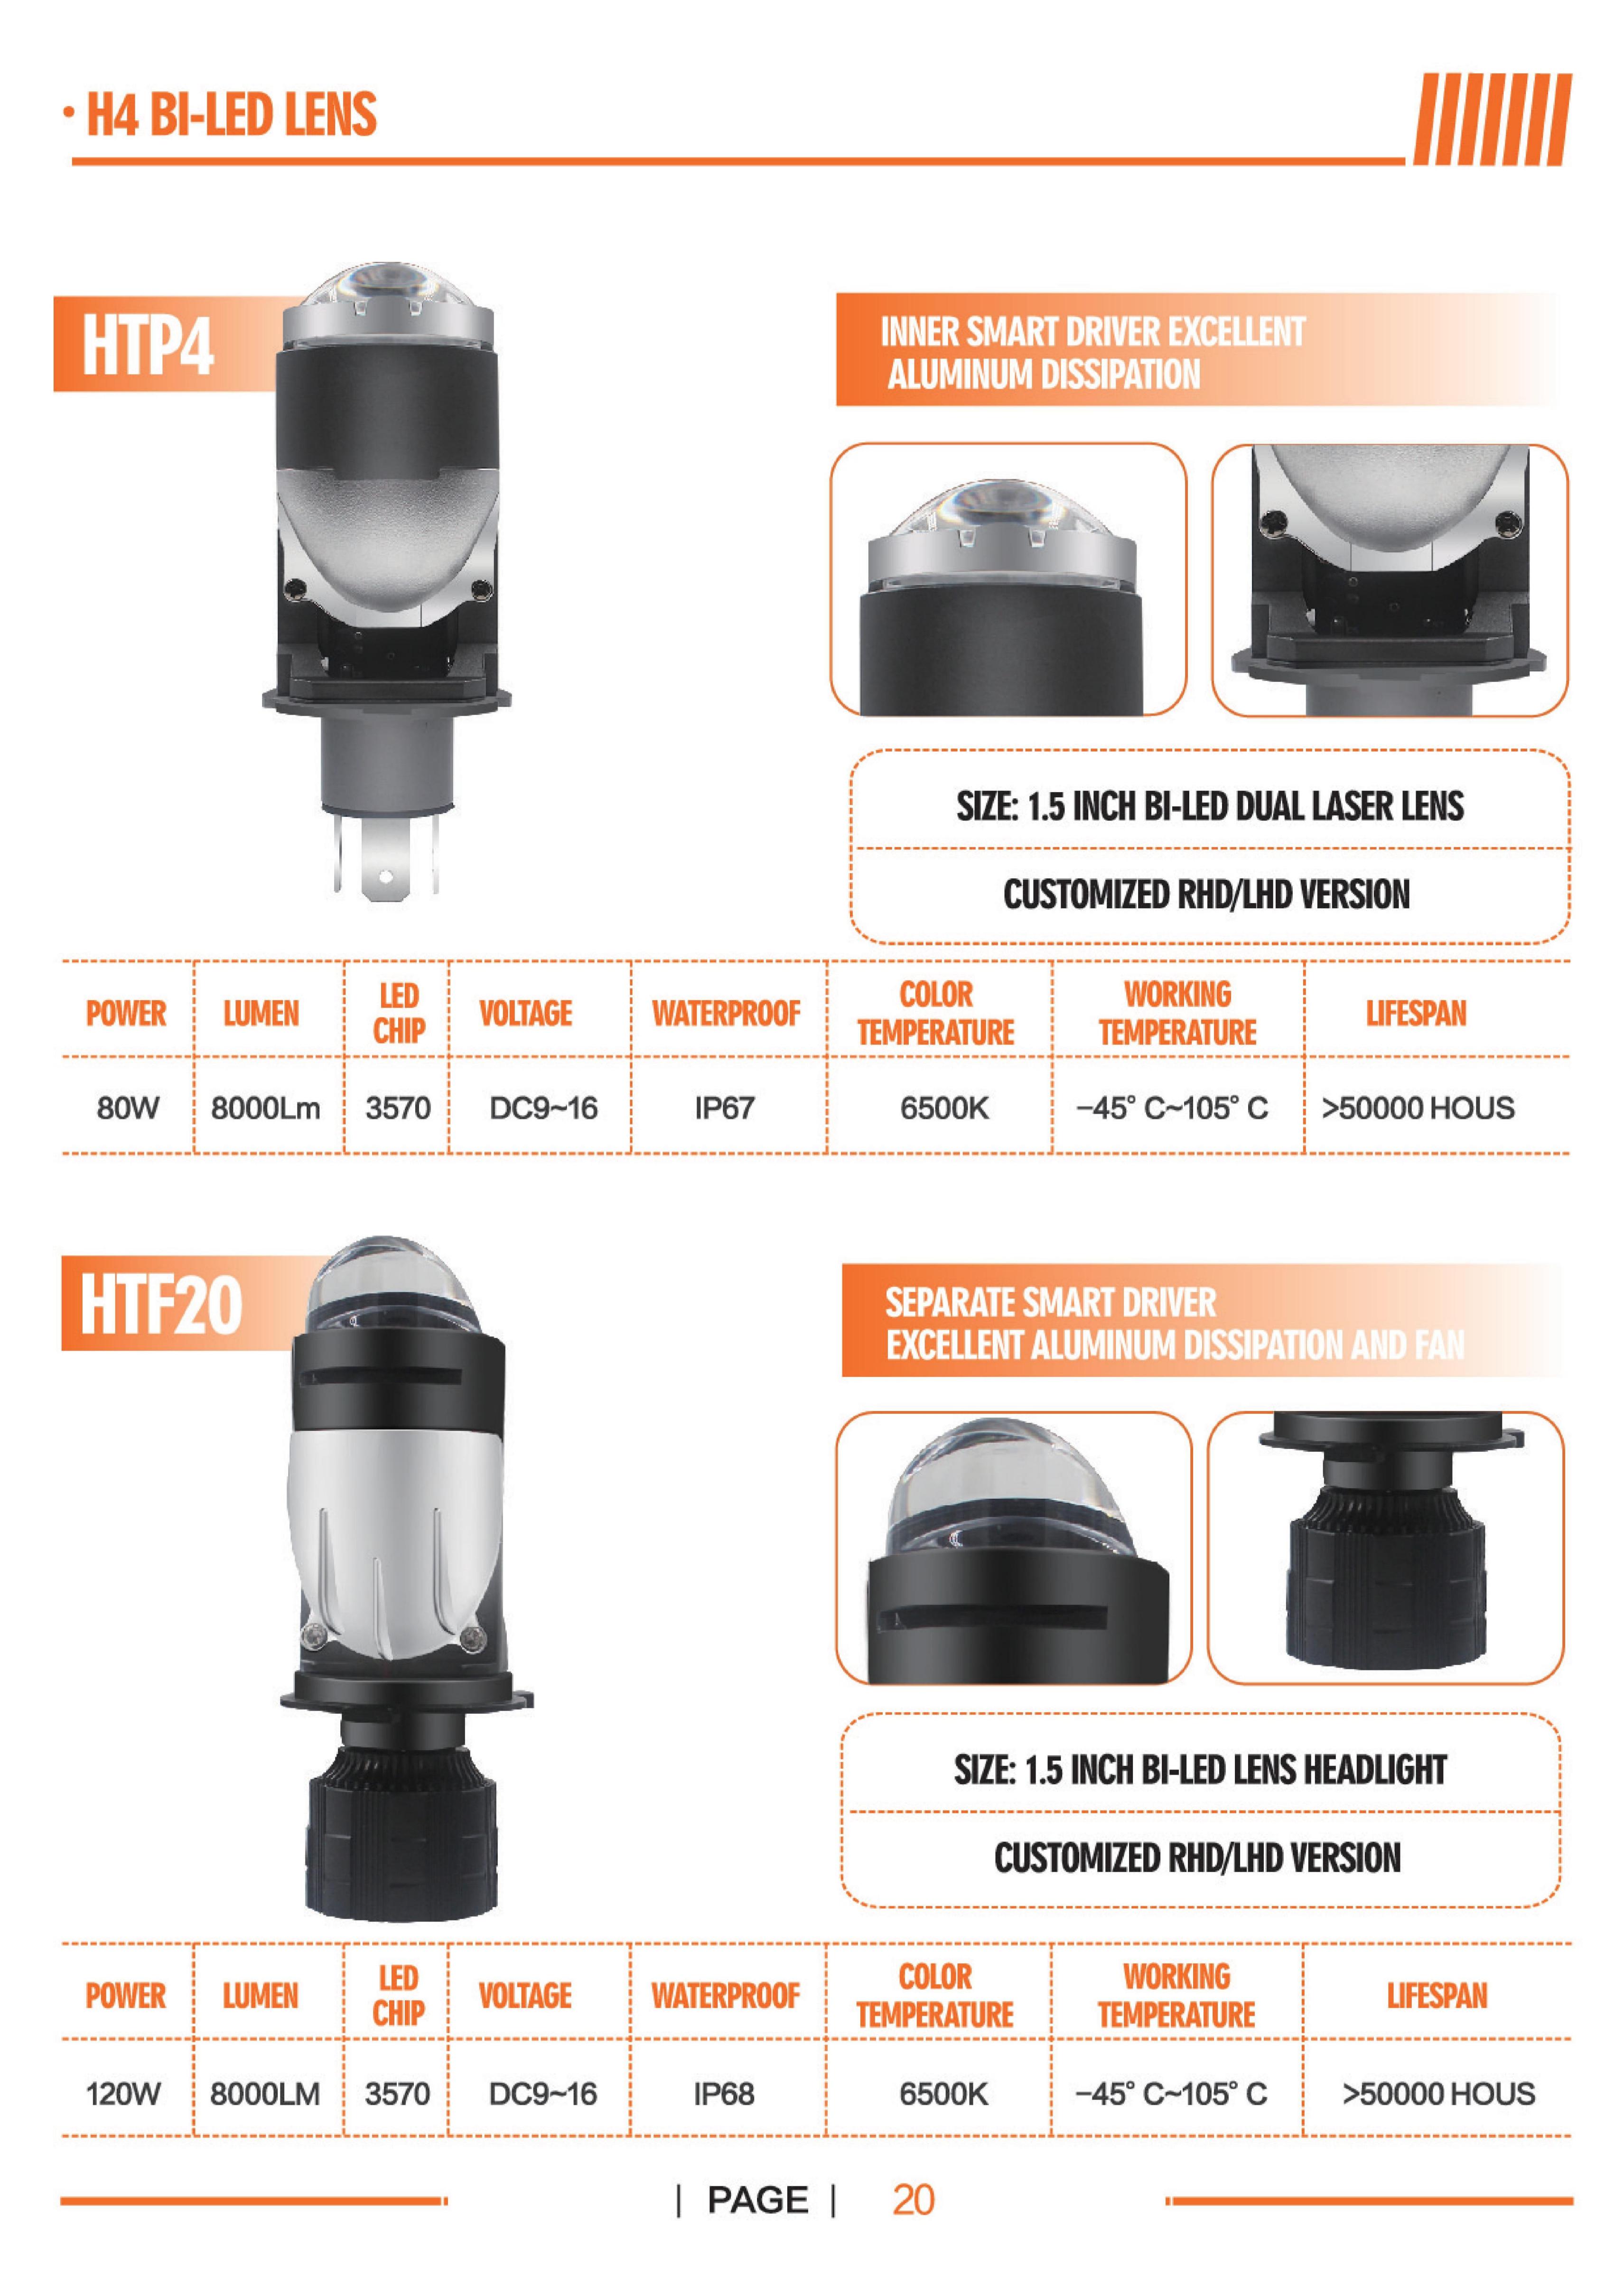 · H4 BI-LED LENS
HTP4
INNER SMART DRIVER EXCELLENT
ALUMINUM DISSIPATION
SIZE: 1.5 INCH BI-LED DUAL LASER LENS
CUSTOMIZED RHD/LHD VERSION
POWER LUMEN LED CHIP VOLTAGE WATERPROOF COLOR TEMPERATURE WORKING TEMPERATURE LIFESPAN
80W 8000Lm 3570 DC9~16 IP67 6500K −45° C~105° C >50000 HOUS
HTF20
SEPARATE SMART DRIVER
EXCELLENT ALUMINUM DISSIPATION AND FAN
SIZE: 1.5 INCH BI-LED LENS HEADLIGHT
CUSTOMIZED RHD/LHD VERSION
POWER LUMEN LED CHIP VOLTAGE WATERPROOF COLOR TEMPERATURE WORKING TEMPERATURE LIFESPAN
120W 8000LM 3570 DC9~16 IP68 6500K −45° C~105° C >50000 HOUS
| PAGE | 20